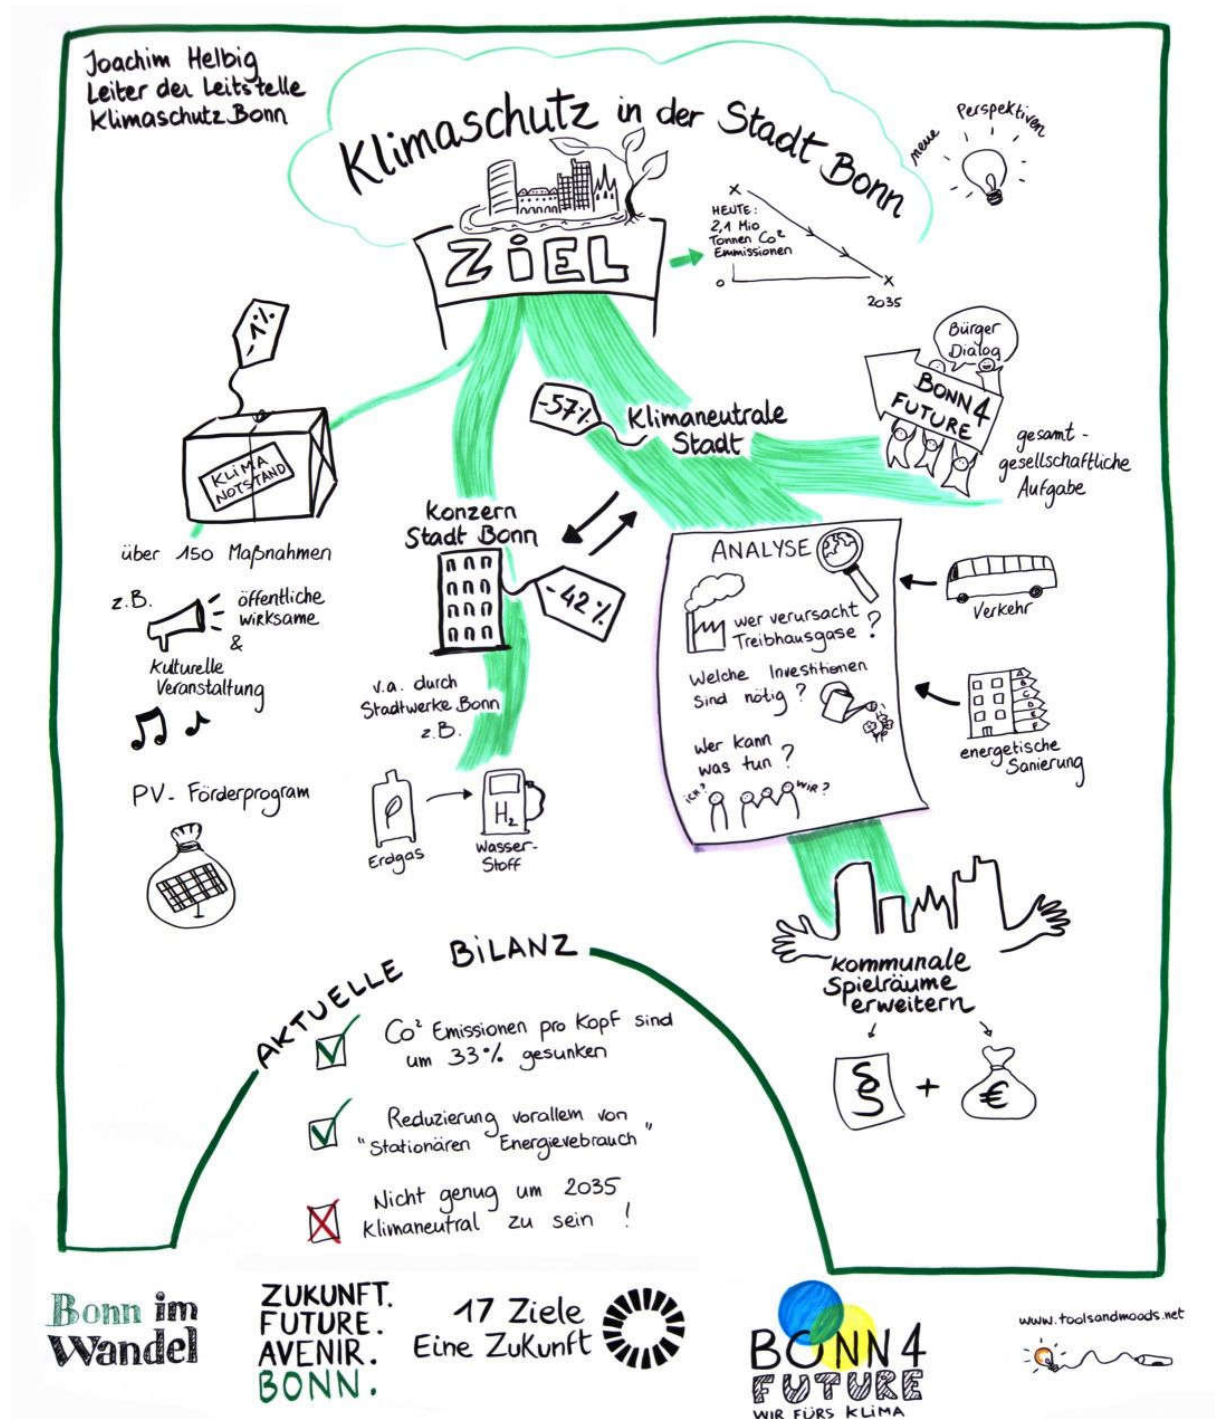 Joachim Helbig
Leiter der Leitstelle
Klimaschutz Bonn
Klimaschutz in der Stadt Bonn
neue Perspektiven
ZiEL
X
HEUTE:
2,1 Mio
Tonnen Co²
Emmissionen
0
X
2035
-1%
KLiMA
NOTSTAND
über 150 Maßnahmen
z.B.
öffentliche
wirksame
&
Kulturelle
Veranstaltung
PV- Förderprogram
-57%
Klimaneutrale
Stadt
Bürger
Dialog
BONN 4
FUTURE
gesamt-
gesellschaftliche
Aufgabe
Konzern
Stadt Bonn
-42%
v.a. durch
Stadtwerke Bonn
z.B.
Erdgas
H₂
Wasser-
Stoff
ANALYSE
wer verursacht
Treibhausgase ?
Welche Investitionen
sind nötig ?
wer kann
was tun ?
iCH?
WiR?
Verkehr
A
B
C
D
E
F
energetische
Sanierung
kommunale
Spielräume
erweitern
§ + €
AKTUELLE BiLANZ
Co² Emissionen pro Kopf sind
um 33% gesunken
Reduzierung vorallem von
"Stationären Energievebrauch"
Nicht genug um 2035
Klimaneutral zu sein !
Bonn im
Wandel
ZUKUNFT.
FUTURE.
AVENIR.
BONN.
17 Ziele
Eine Zukunft
BONN 4
FUTURE
WIR FÜRS KLIMA
www.toolsandmoods.net